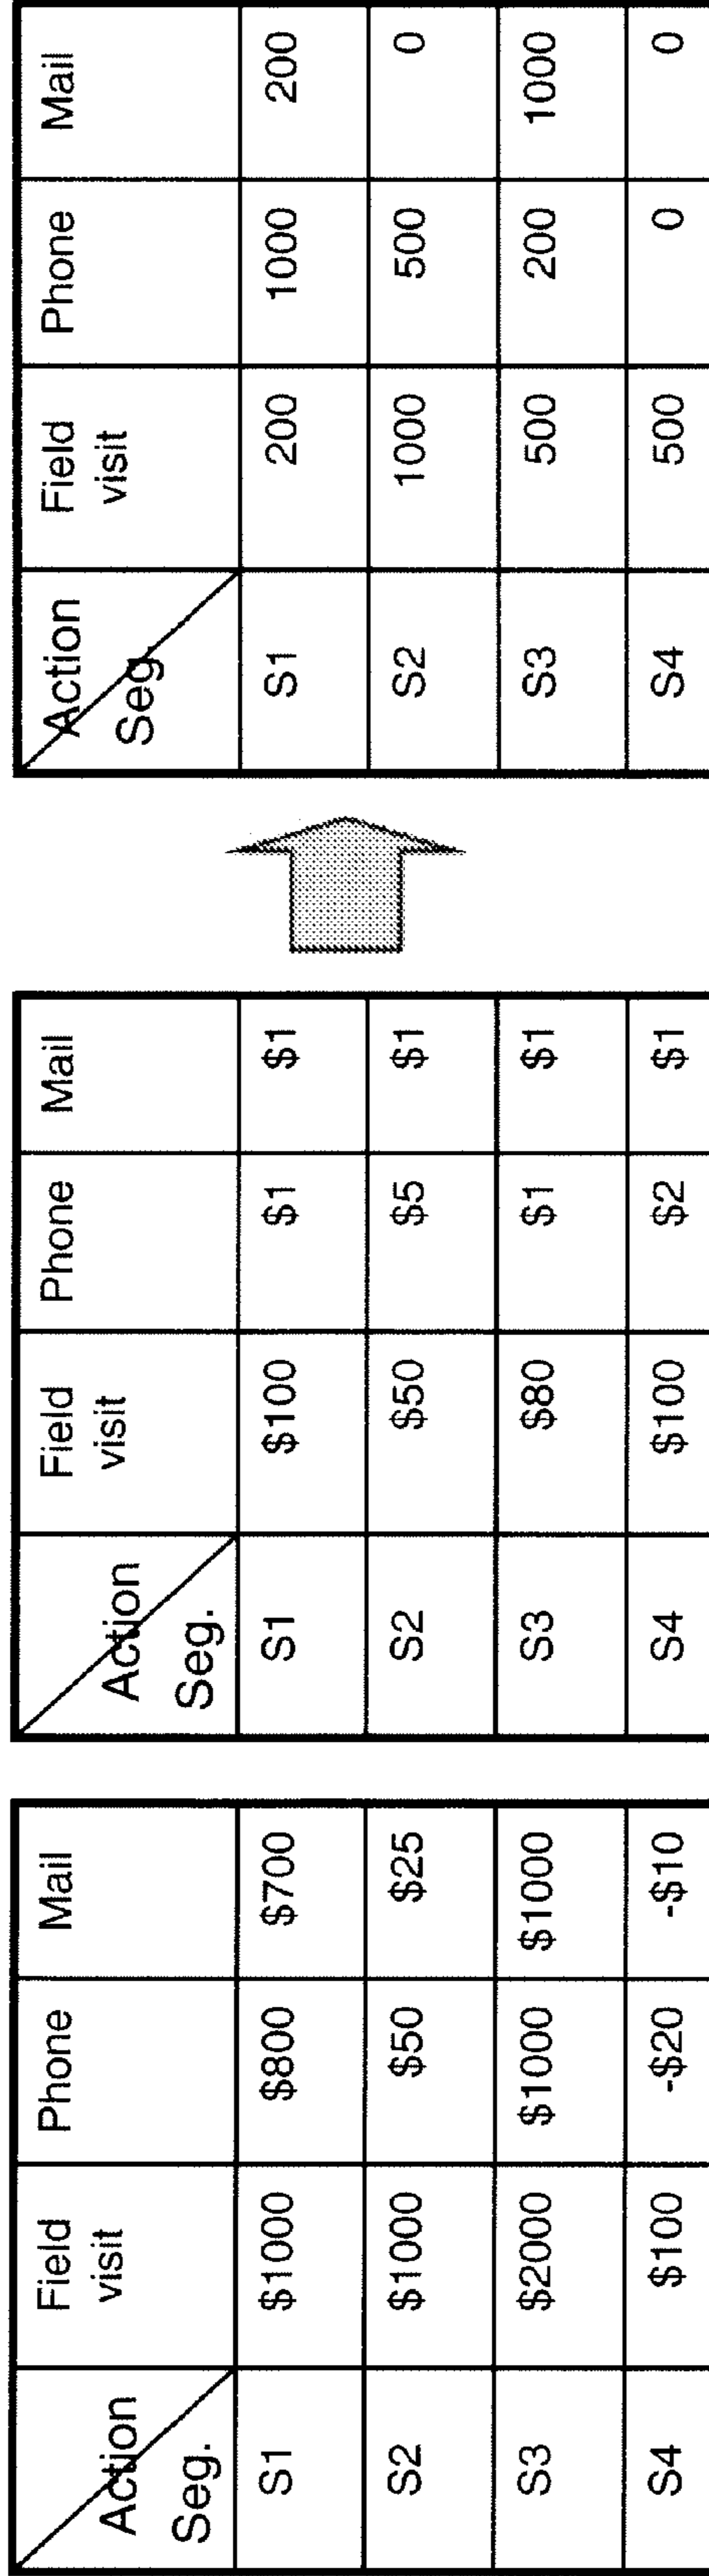 Action Field visit Phone Mail
Seg.
S1 $1000 $800 $700
S2 $1000 $50 $25
S3 $2000 $1000 $1000
S4 $100 -$20 -$10
Action Field visit Phone Mail
Seg.
S1 $100 $1 $1
S2 $50 $5 $1
S3 $80 $1 $1
S4 $100 $2 $1
Action Field visit Phone Mail
Seg
S1 200 1000 200
S2 1000 500 0
S3 500 200 1000
S4 500 0 0